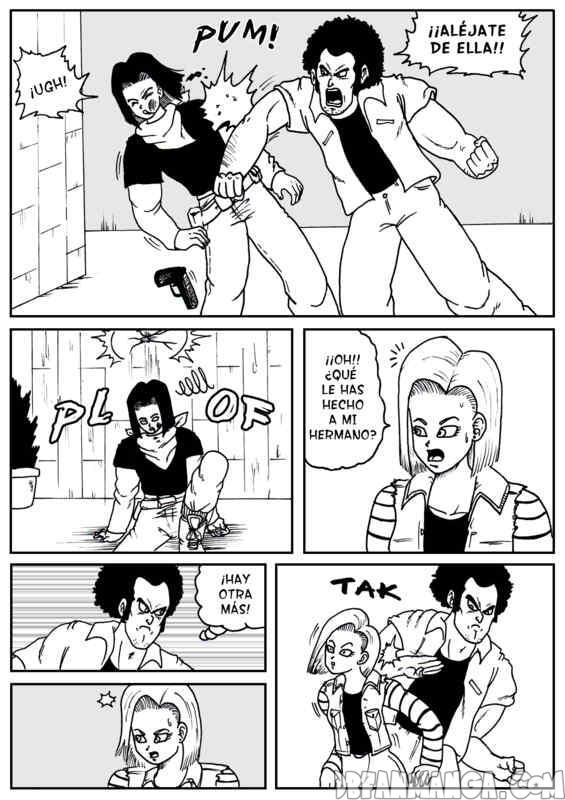 PUM!
¡¡ALÉJATE
DE ELLA!!
¡UGH!
PL OF
¡¡OH!!
¿QUÉ
LE HAS
HECHO
A MI
HERMANO?
¡HAY
OTRA
MÁS!
TAK
DBFANMANGA.COM